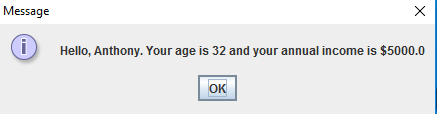 Message
Hello, Anthony. Your age is 32 and your annual income is $5000.0
OK